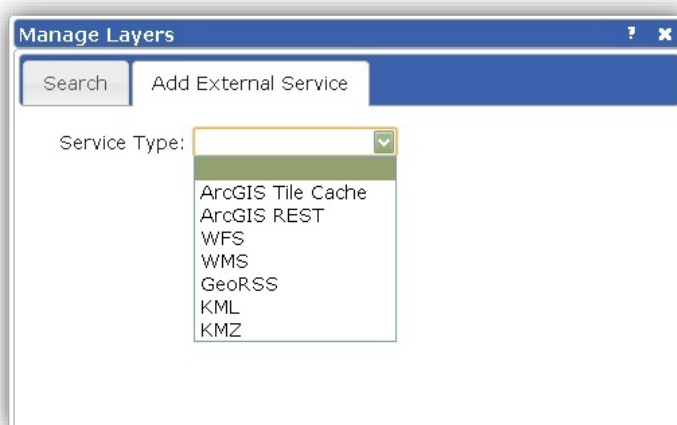 Manage Layers ? ×
Search Add External Service
Service Type:
ArcGIS Tile Cache
ArcGIS REST
WFS
WMS
GeoRSS
KML
KMZ